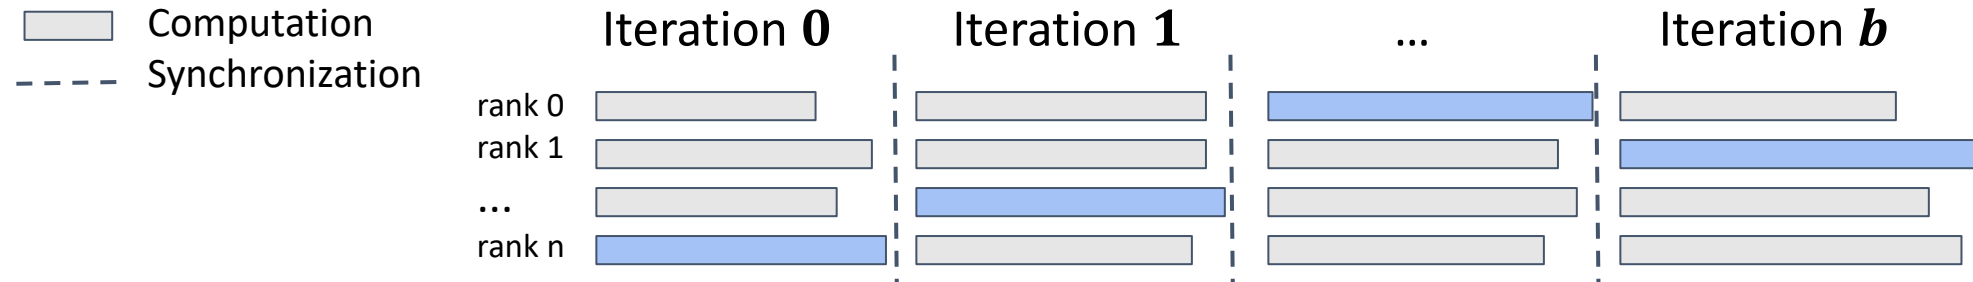 Computation
Synchronization
Iteration 0
Iteration 1
...
Iteration b
rank 0
rank 1
...
rank n